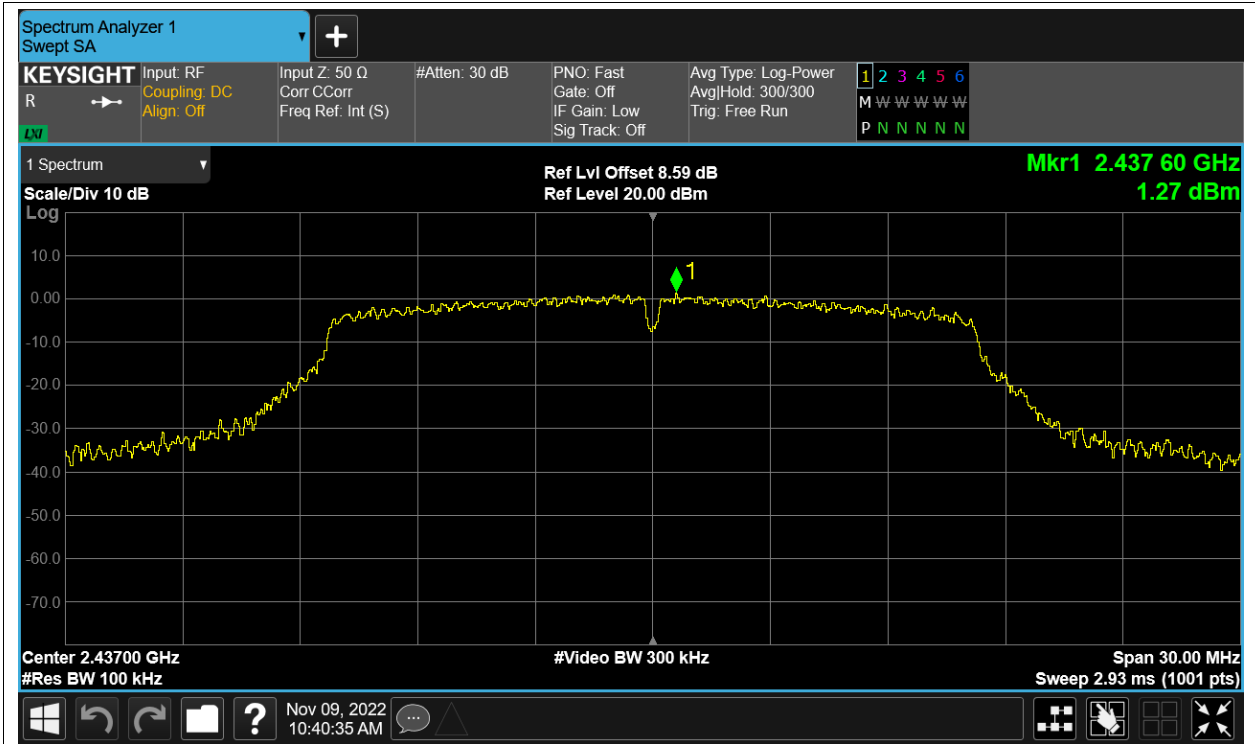 Spectrum Analyzer 1
Swept SA
+
KEYSIGHT
R
LXI
Input: RF
Coupling: DC
Align: Off
Input Z: 50 Ω
Corr CCorr
Freq Ref: Int (S)
#Atten: 30 dB
PNO: Fast
Gate: Off
IF Gain: Low
Sig Track: Off
Avg Type: Log-Power
Avg|Hold: 300/300
Trig: Free Run
1 2 3 4 5 6
M W W W W W
P N N N N N
1 Spectrum
Scale/Div 10 dB
Log
Ref Lvl Offset 8.59 dB
Ref Level 20.00 dBm
Mkr1 2.437 60 GHz
1.27 dBm
1
10.0
0.00
-10.0
-20.0
-30.0
-40.0
-50.0
-60.0
-70.0
Center 2.43700 GHz
#Res BW 100 kHz
#Video BW 300 kHz
Span 30.00 MHz
Sweep 2.93 ms (1001 pts)
?
Nov 09, 2022
10:40:35 AM